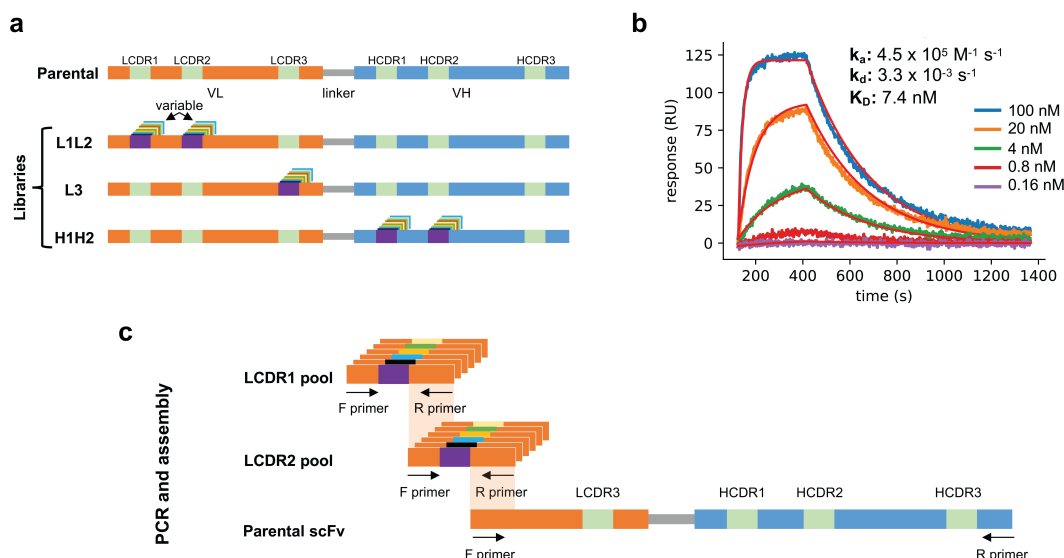 a
LCDR1 LCDR2 LCDR3 HCDR1 HCDR2 HCDR3
Parental
VL linker VH
variable
Libraries
L1L2
L3
H1H2
b
kₐ: 4.5 x 10⁵ M⁻¹ s⁻¹
k_d: 3.3 x 10⁻³ s⁻¹
K_D: 7.4 nM
100 nM
20 nM
4 nM
0.8 nM
0.16 nM
response (RU)
125
100
75
50
25
0
200 400 600 800 1000 1200 1400
time (s)
c
PCR and assembly
LCDR1 pool
F primer R primer
LCDR2 pool
F primer R primer
LCDR3 HCDR1 HCDR2 HCDR3
Parental scFv
F primer R primer